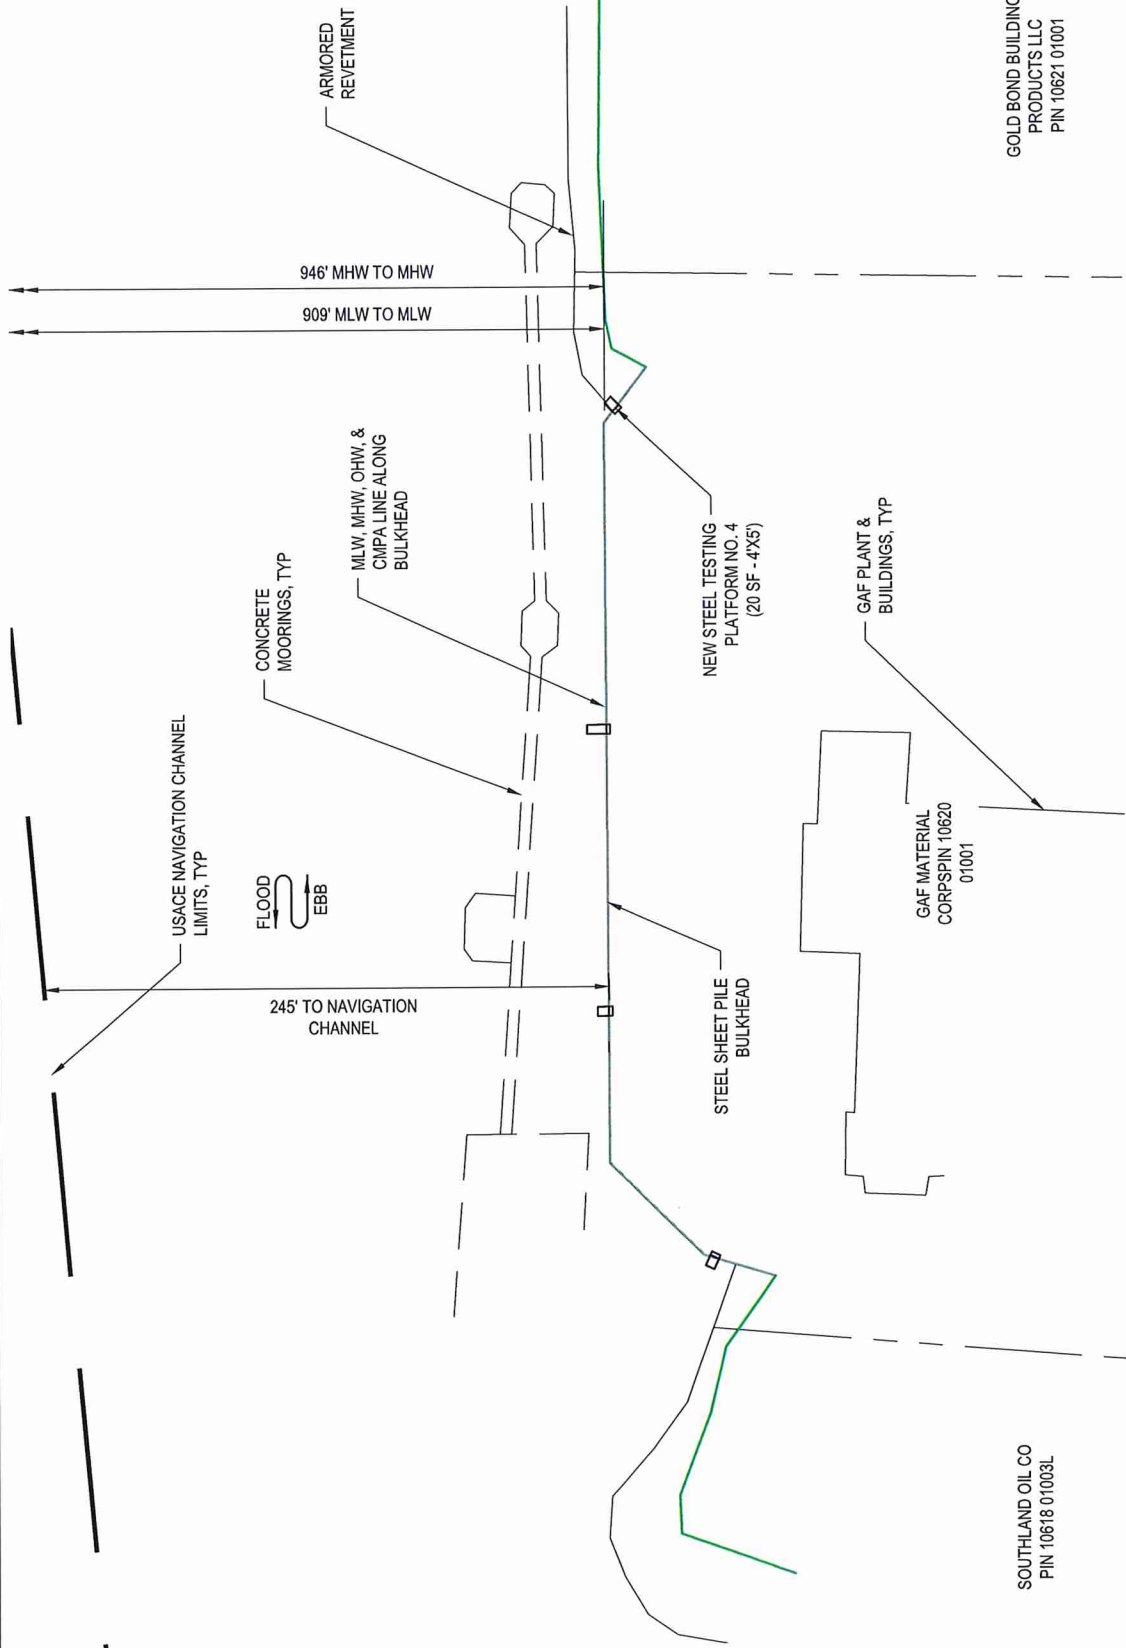 ARMORED
REVETMENT
GOLD BOND BUILDING
PRODUCTS LLC
PIN 10621 01001
946' MHW TO MHW
909' MLW TO MLW
MLW, MHW, OHW, &
CMPA LINE ALONG
BULKHEAD
CONCRETE
MOORINGS, TYP
NEW STEEL TESTING
PLATFORM NO. 4
(20 SF - 4'X5')
GAF PLANT &
BUILDINGS, TYP
USACE NAVIGATION CHANNEL
LIMITS, TYP
FLOOD
EBB
GAF MATERIAL
CORPSPIN 10620
01001
245' TO NAVIGATION
CHANNEL
STEEL SHEET PILE
BULKHEAD
SOUTHLAND OIL CO
PIN 10618 01003L